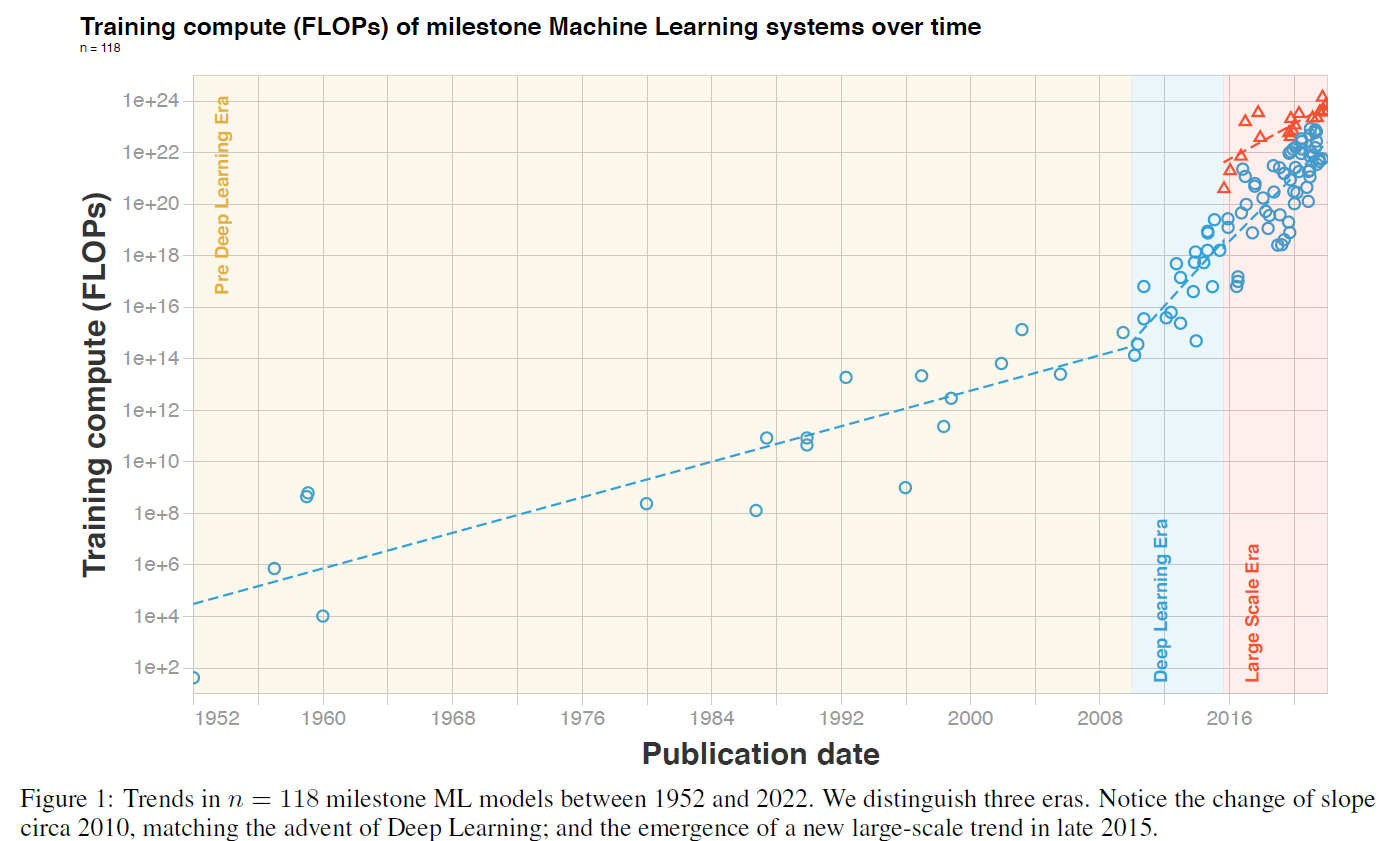 Training compute (FLOPs) of milestone Machine Learning systems over time
n = 118
Training compute (FLOPs)
1e+24
1e+22
1e+20
1e+18
1e+16
1e+14
1e+12
1e+10
1e+8
1e+6
1e+4
1e+2
Pre Deep Learning Era
Deep Learning Era
Large Scale Era
1952 1960 1968 1976 1984 1992 2000 2008 2016
Publication date
Figure 1: Trends in n = 118 milestone ML models between 1952 and 2022. We distinguish three eras. Notice the change of slope
circa 2010, matching the advent of Deep Learning; and the emergence of a new large-scale trend in late 2015.